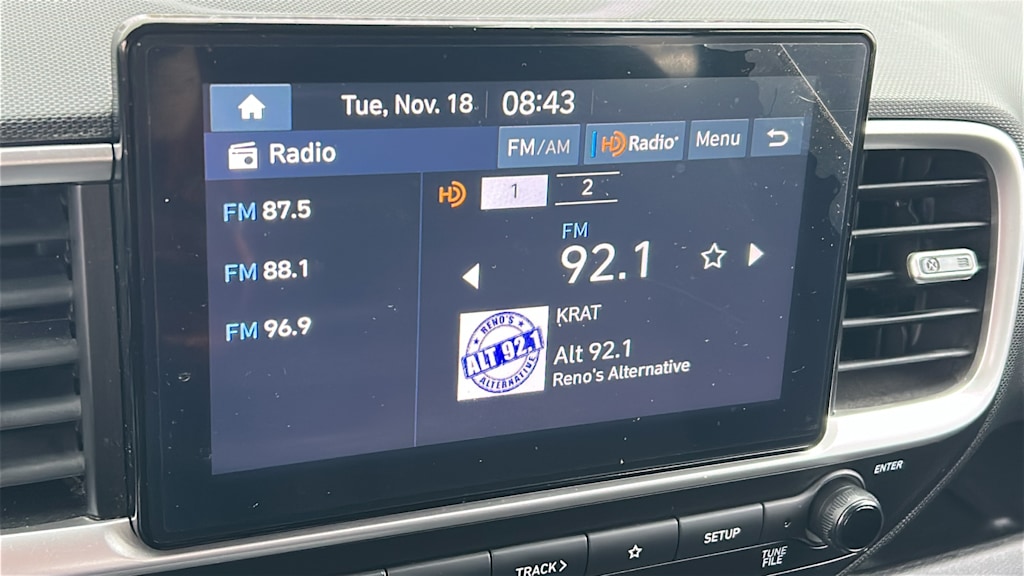 Tue, Nov. 18 08:43
Radio FM/AM HD Radio® Menu
FM 87.5
FM 88.1
FM 96.9
HD 1 2
FM
92.1
KRAT
Alt 92.1
Reno's Alternative
RENO'S
ALT 92.1
ALTERNATIVE
ENTER
TRACK >
SETUP
TUNE
FILE